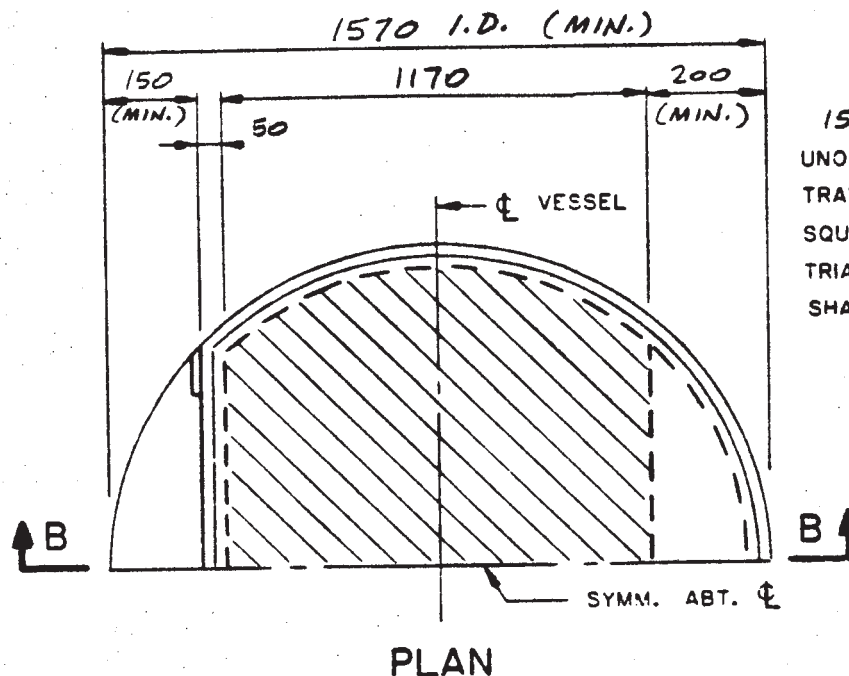 1570 I.D. (MIN.)
150
(MIN.)
1170
200
(MIN.)
50
℄ VESSEL
B
B
SYMM. ABT. ℄
PLAN